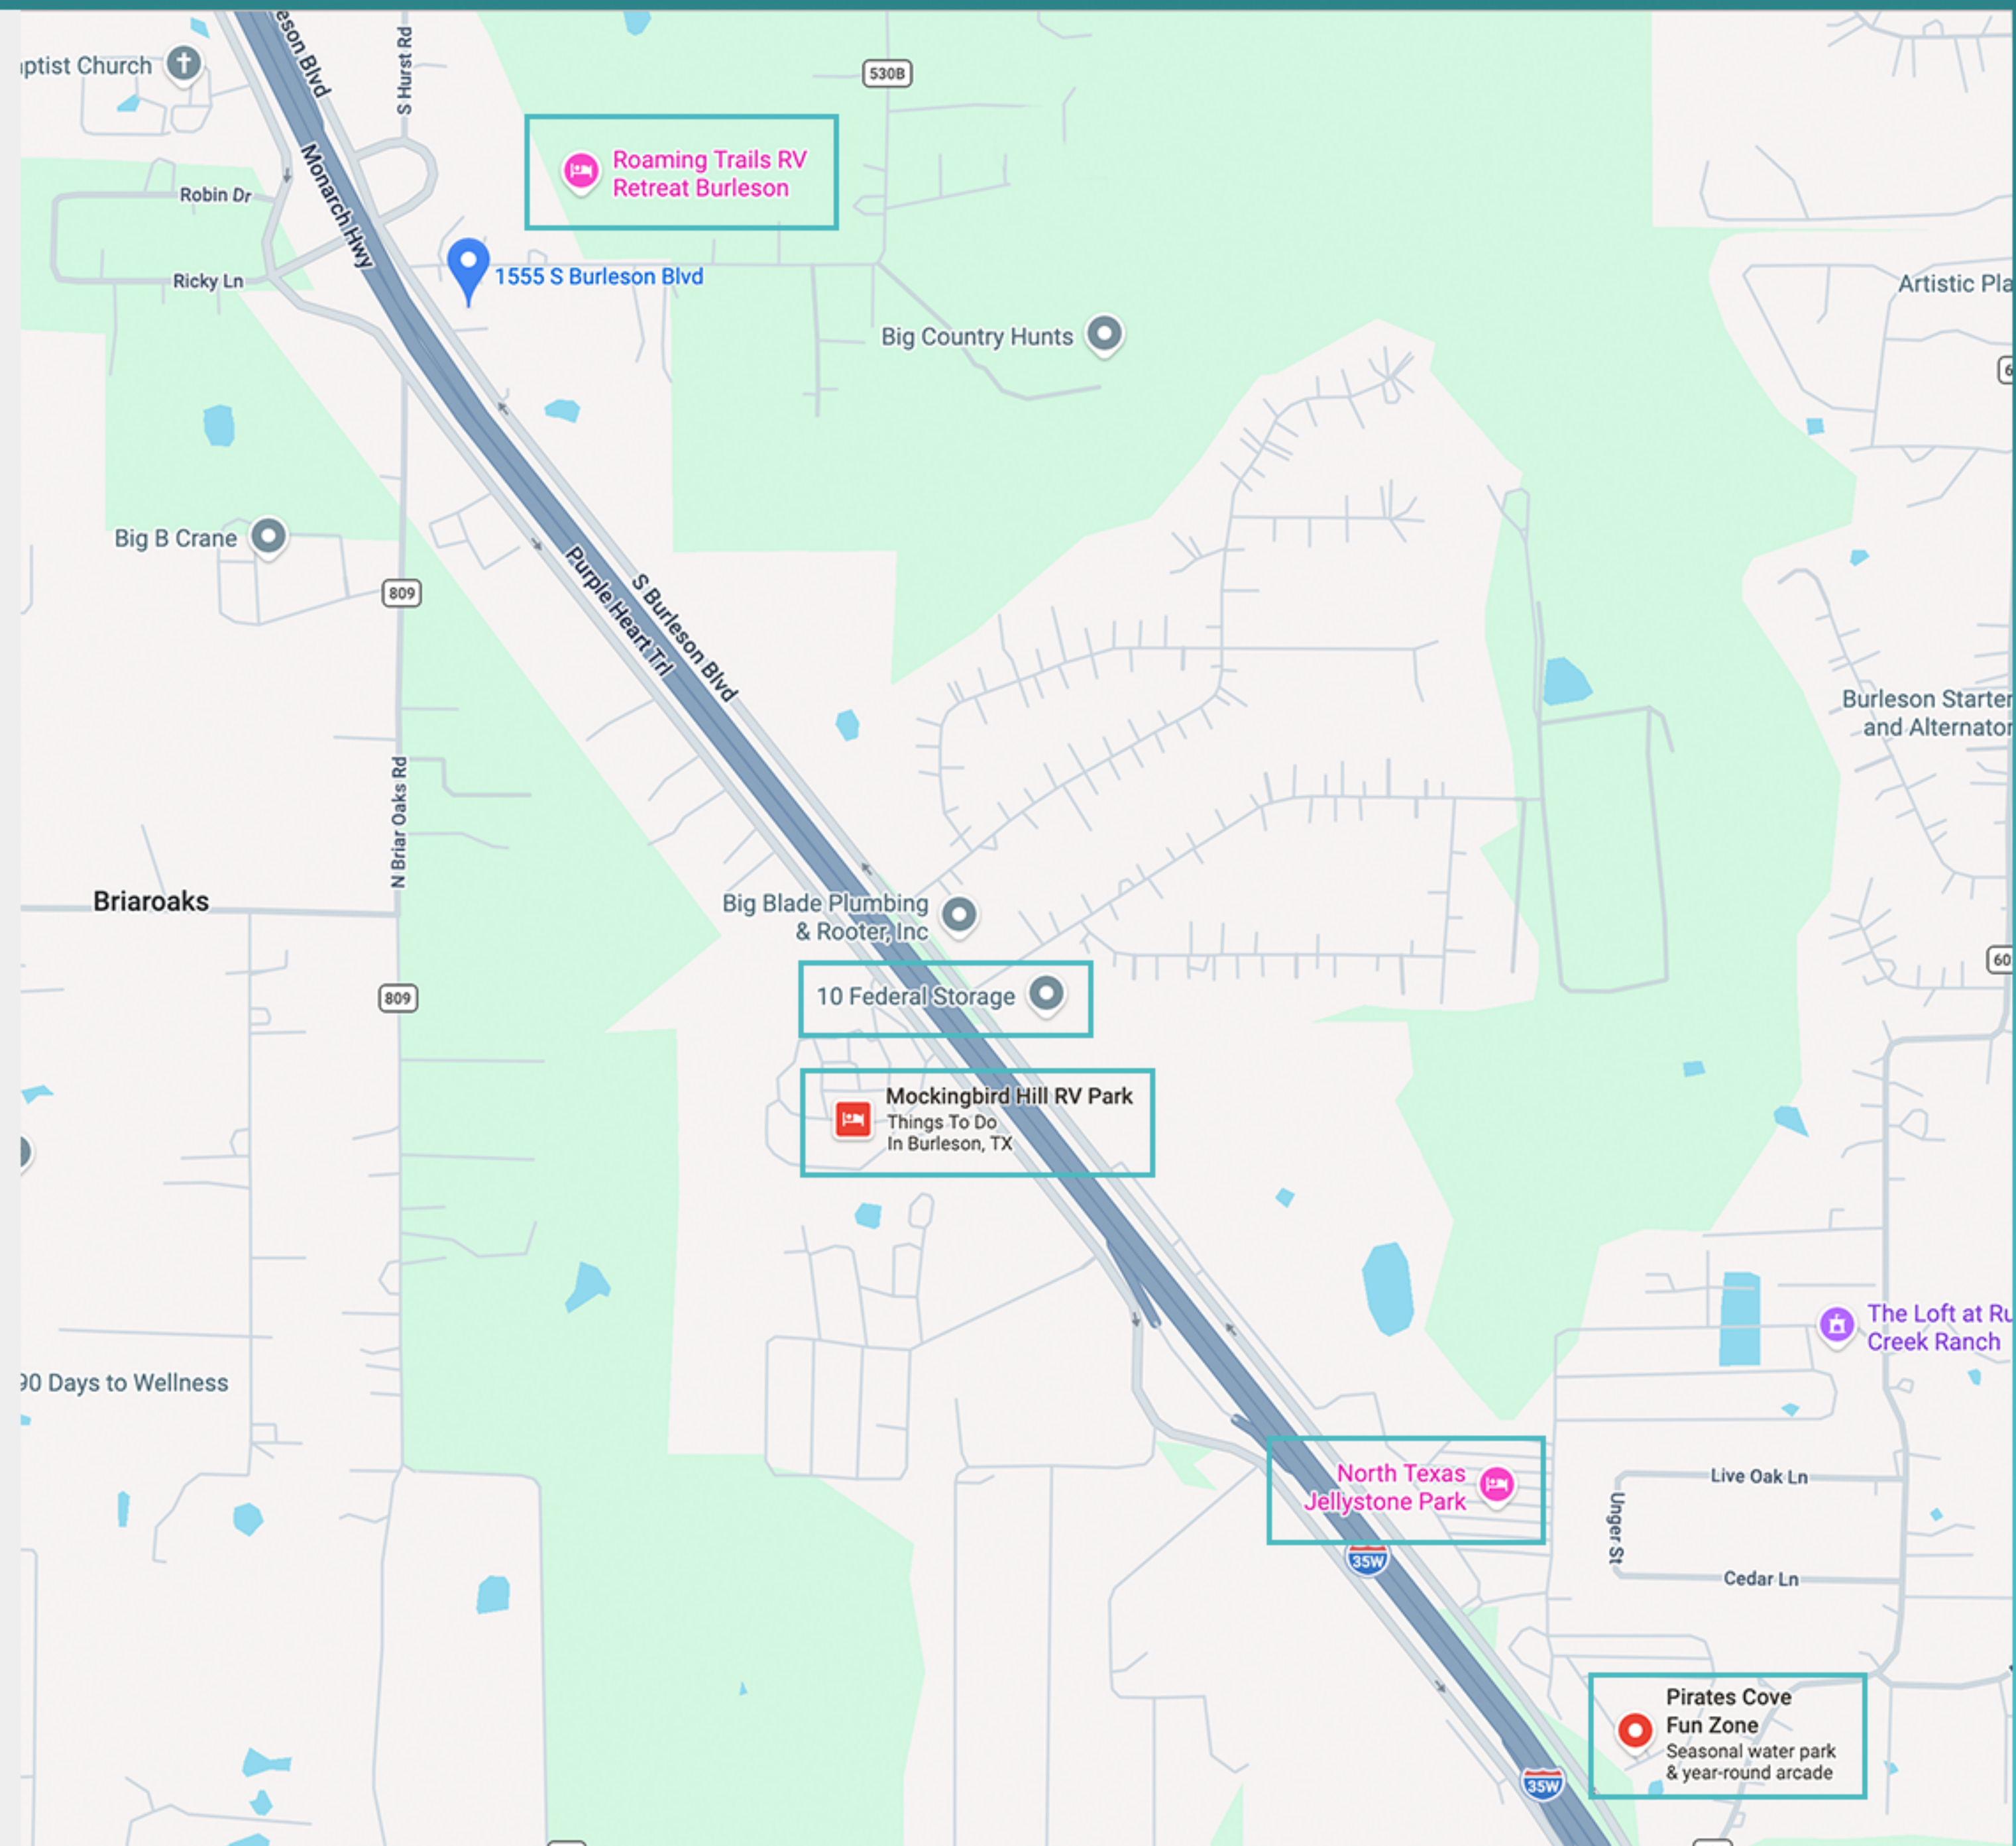 eson Blvd
S Hurst Rd
ptist Church
530B
Monarch Hwy
Roaming Trails RV
Retreat Burleson
Robin Dr
Ricky Ln
1555 S Burleson Blvd
Artistic Pla
Big Country Hunts
6
Big B Crane
809
Purple Heart Trl
S Burleson Blvd
Burleson Starter
and Alternator
N Briar Oaks Rd
Briaroaks
Big Blade Plumbing
& Rooter, Inc
60
809
10 Federal Storage
Mockingbird Hill RV Park
Things To Do
In Burleson, TX
The Loft at Ru
Creek Ranch
90 Days to Wellness
North Texas
Jellystone Park
Live Oak Ln
Unger St
35W
Cedar Ln
Pirates Cove
Fun Zone
Seasonal water park
& year-round arcade
35W